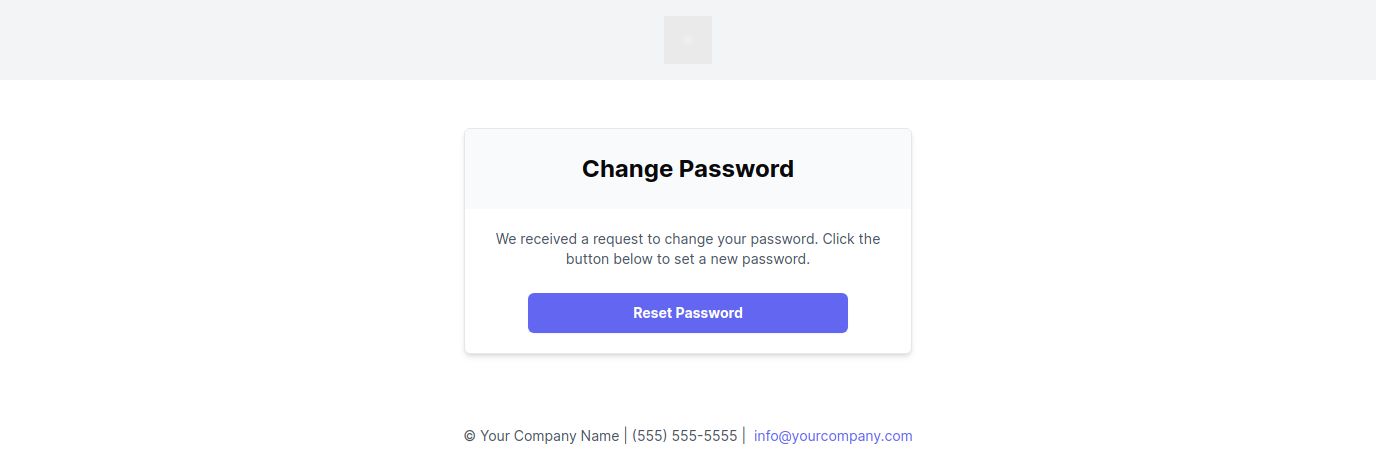 Change Password
We received a request to change your password. Click the
button below to set a new password.
Reset Password
© Your Company Name | (555) 555-5555 | info@yourcompany.com